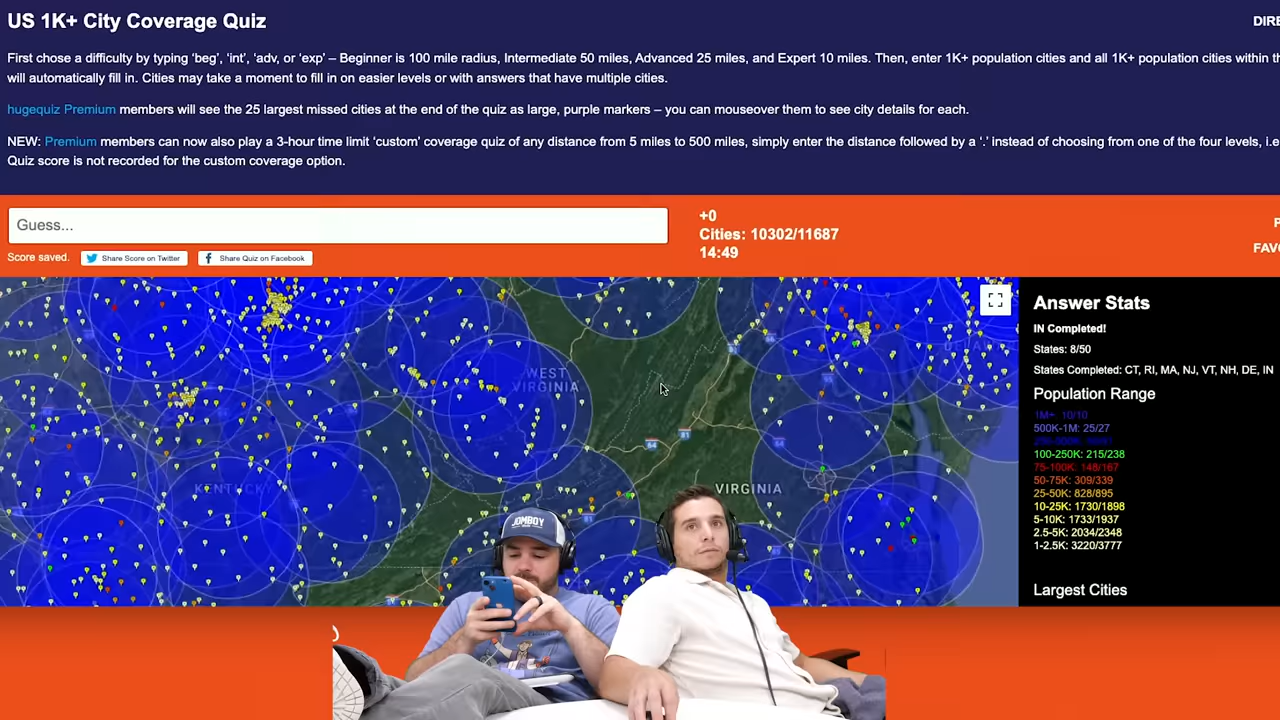 US 1K+ City Coverage Quiz
DIRE
First chose a difficulty by typing ‘beg’, ‘int’, ‘adv, or ‘exp’ – Beginner is 100 mile radius, Intermediate 50 miles, Advanced 25 miles, and Expert 10 miles. Then, enter 1K+ population cities and all 1K+ population cities within th
will automatically fill in. Cities may take a moment to fill in on easier levels or with answers that have multiple cities.
hugequiz Premium members will see the 25 largest missed cities at the end of the quiz as large, purple markers – you can mouseover them to see city details for each.
NEW: Premium members can now also play a 3-hour time limit ‘custom’ coverage quiz of any distance from 5 miles to 500 miles, simply enter the distance followed by a ‘.’ instead of choosing from one of the four levels, i.e
Quiz score is not recorded for the custom coverage option.
Guess...
+0
Cities: 10302/11687
14:49
P
FAVO
Score saved.
Share Score on Twitter
Share Quiz on Facebook
WEST
VIRGINIA
KENTUCKY
VIRGINIA
64
81
Answer Stats
IN Completed!
States: 8/50
States Completed: CT, RI, MA, NJ, VT, NH, DE, IN
Population Range
1M+: 10/10
500K-1M: 25/27
100-250K: 215/238
75-100K: 148/167
50-75K: 309/339
25-50K: 828/895
10-25K: 1730/1898
5-10K: 1733/1937
2.5-5K: 2034/2348
1-2.5K: 3220/3777
Largest Cities
JOMBOY